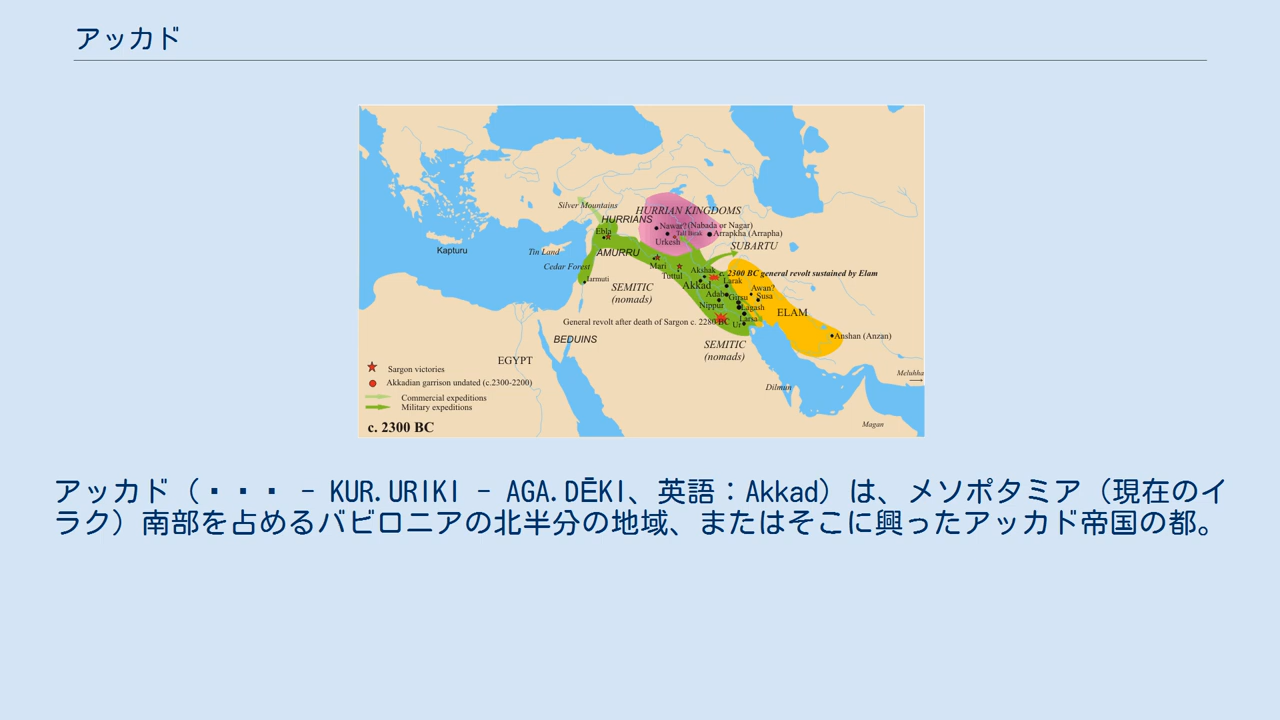 アッカド
Silver Mountains
HURRIAN KINGDOMS
HURRIANS
Nawar? (Nabada or Nagar)
Ebla
Tall Brak
Arrapkha (Arrapha)
Urkesh
SUBARTU
Kapturu
Tin Land
AMURRU
Cedar Forest
Mari
Tuttul
Akshak
c. 2300 BC general revolt sustained by Elam
Iarmuti
Larak
SEMITIC
(nomads)
Akkad
Awan?
Adab
Girsu
Susa
Nippur
Lagash
ELAM
General revolt after death of Sargon c. 2280 BC
Larsa
Ur
Anshan (Anzan)
BEDUINS
SEMITIC
(nomads)
EGYPT
Sargon victories
Meluhha
Akkadian garrison undated (c.2300-2200)
Dilmun
Commercial expeditions
Military expeditions
Magan
c. 2300 BC
アッカド（・・・ - KUR.URIKI - AGA.DĒKI、英語：Akkad）は、メソポタミア（現在のイ
ラク）南部を占めるバビロニアの北半分の地域、またはそこに興ったアッカド帝国の都。